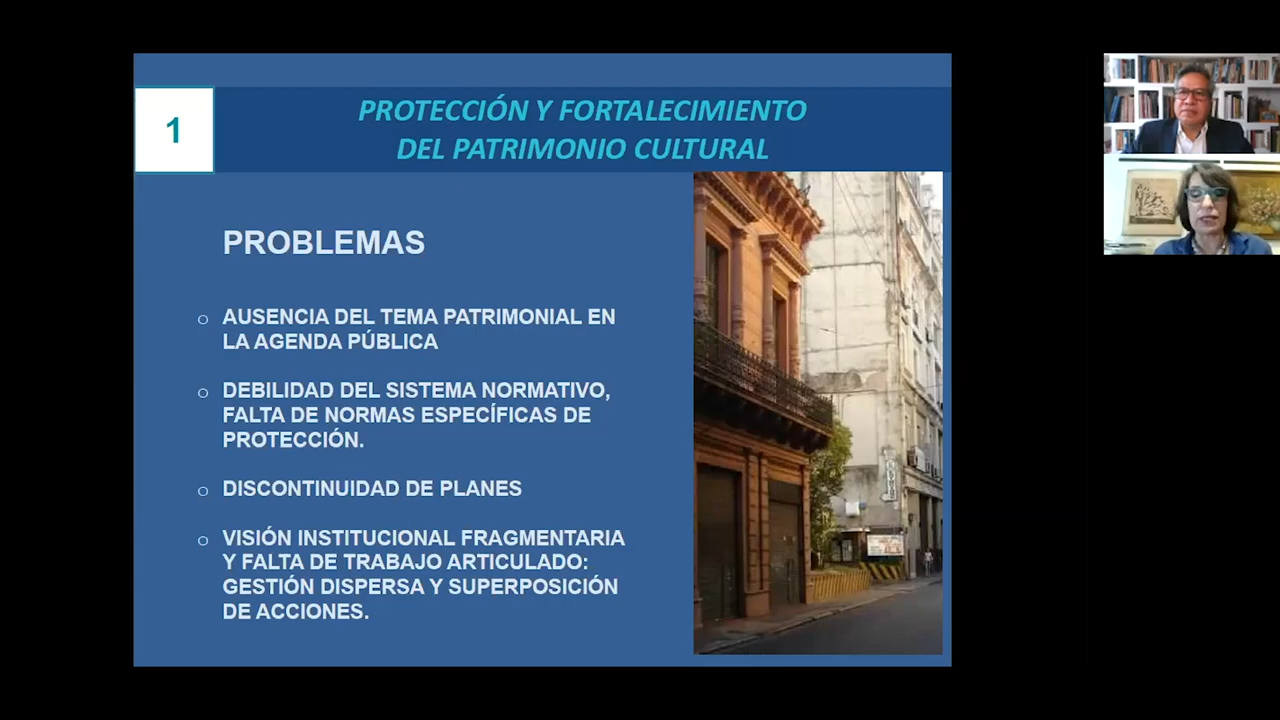 1
PROTECCIÓN Y FORTALECIMIENTO
DEL PATRIMONIO CULTURAL
PROBLEMAS
o AUSENCIA DEL TEMA PATRIMONIAL EN
LA AGENDA PÚBLICA
o DEBILIDAD DEL SISTEMA NORMATIVO,
FALTA DE NORMAS ESPECÍFICAS DE
PROTECCIÓN.
o DISCONTINUIDAD DE PLANES
o VISIÓN INSTITUCIONAL FRAGMENTARIA
Y FALTA DE TRABAJO ARTICULADO:
GESTIÓN DISPERSA Y SUPERPOSICIÓN
DE ACCIONES.